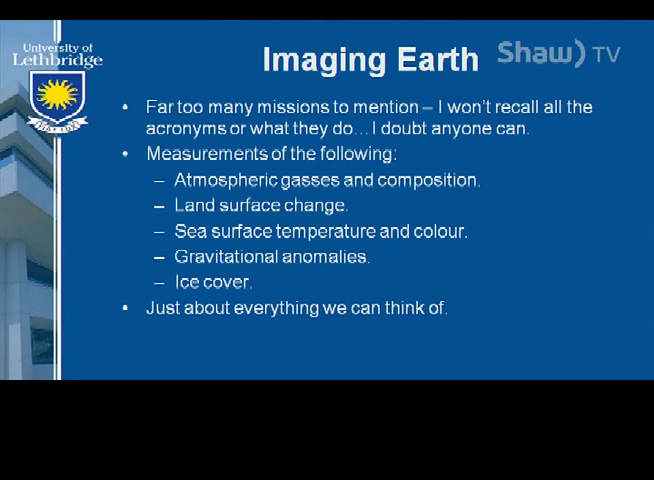 University of
Lethbridge
Imaging Earth
Shaw) TV
• Far too many missions to mention – I won't recall all the
acronyms or what they do…I doubt anyone can.
• Measurements of the following:
– Atmospheric gasses and composition.
– Land surface change.
– Sea surface temperature and colour.
– Gravitational anomalies.
– Ice cover.
• Just about everything we can think of.